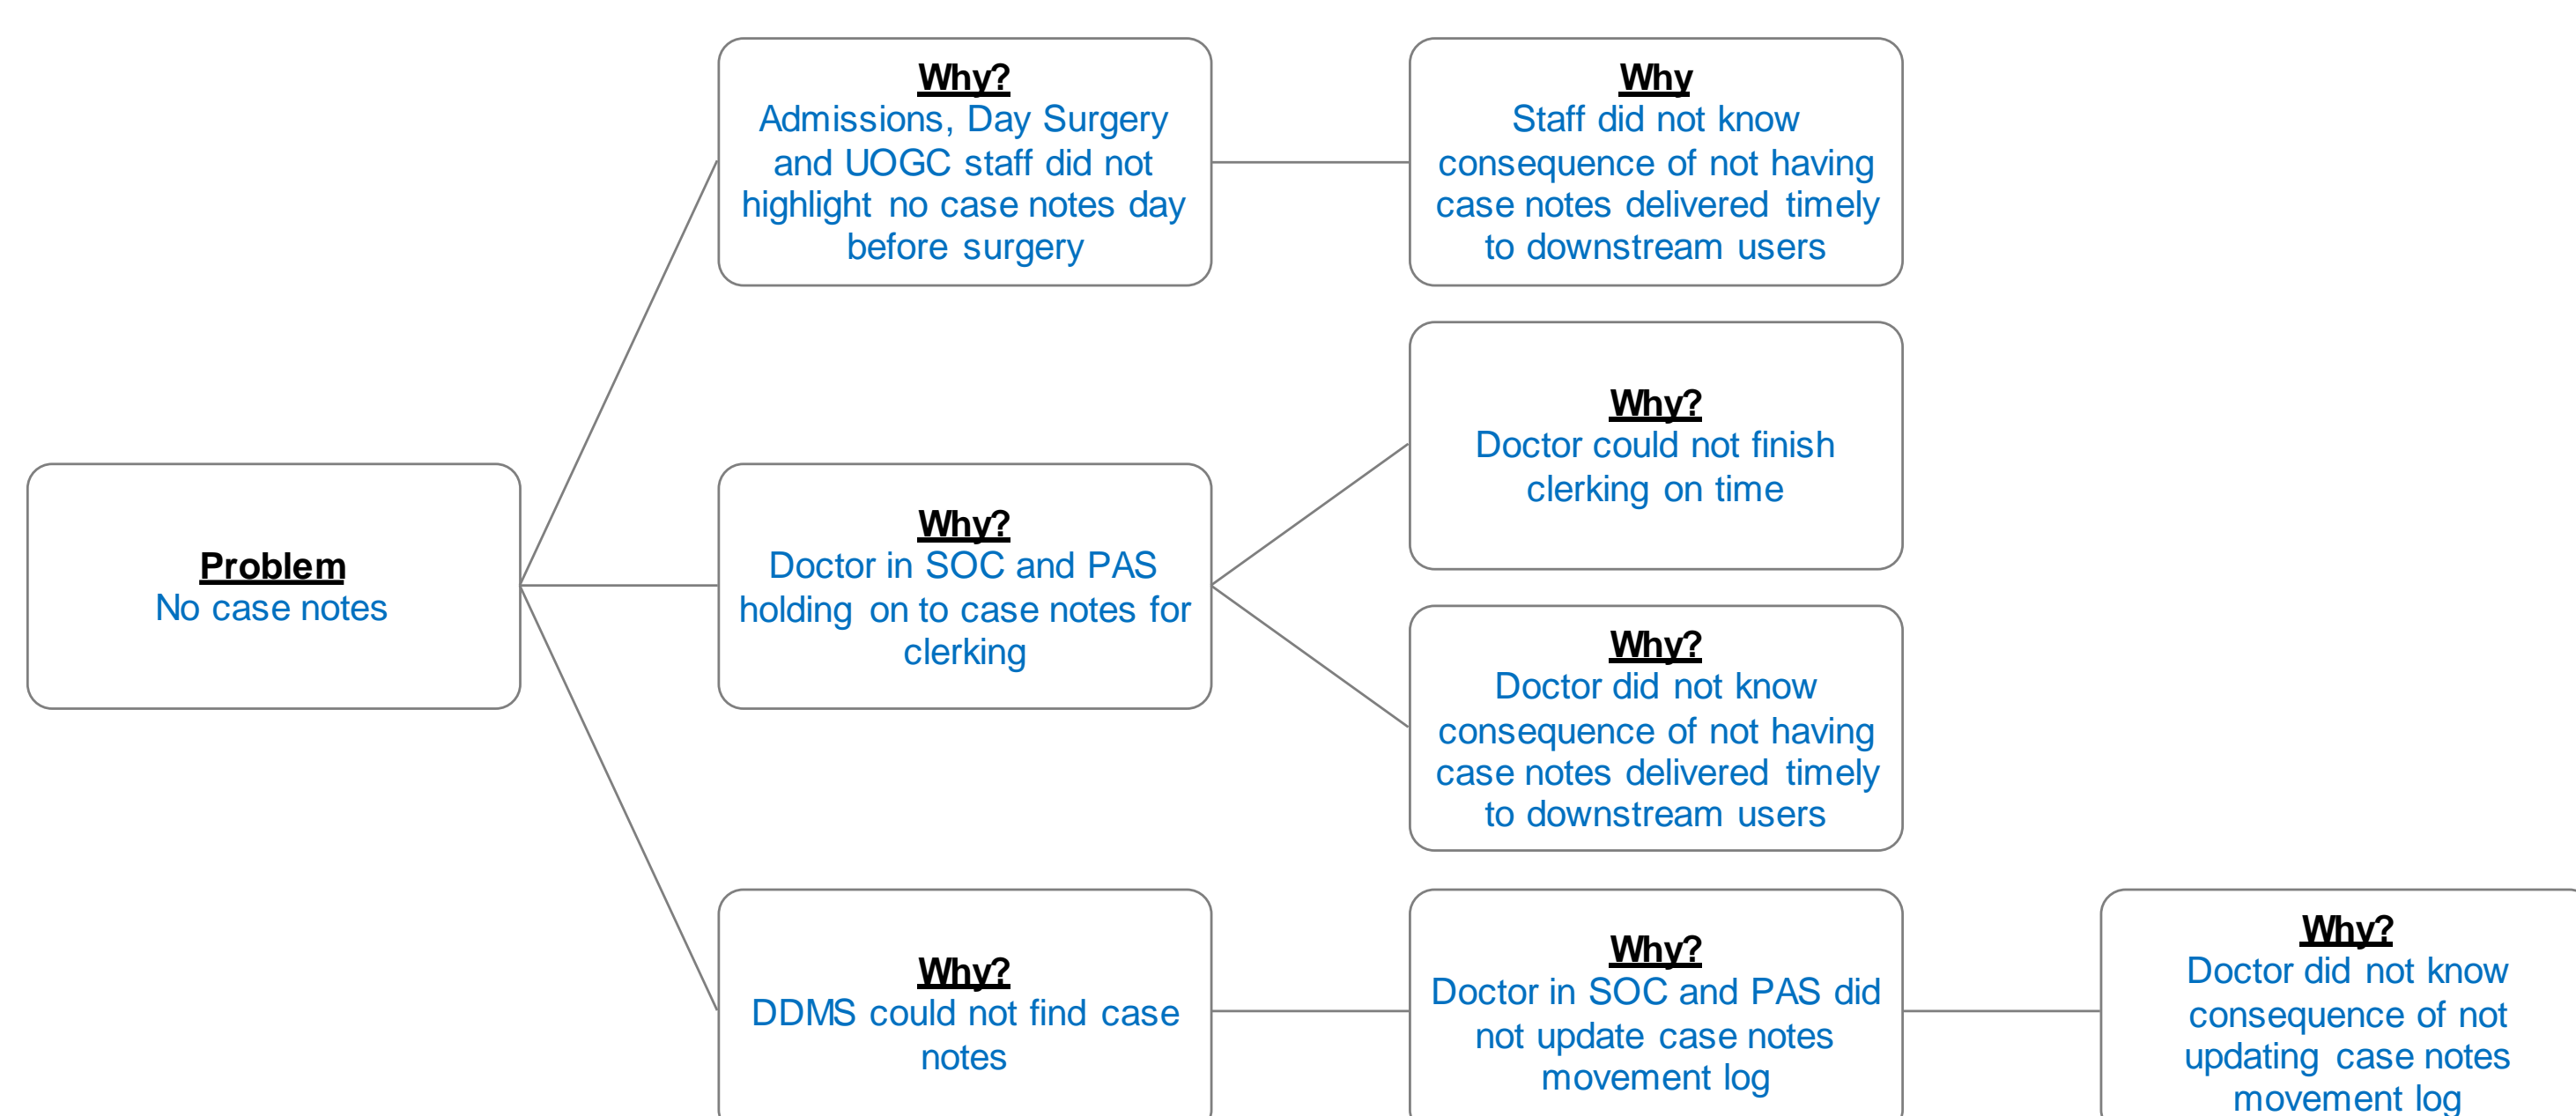 Problem
No case notes
Why?
Admissions, Day Surgery
and UOGC staff did not
highlight no case notes day
before surgery
Why
Staff did not know
consequence of not having
case notes delivered timely
to downstream users
Why?
Doctor in SOC and PAS
holding on to case notes for
clerking
Why?
Doctor could not finish
clerking on time
Why?
Doctor did not know
consequence of not having
case notes delivered timely
to downstream users
Why?
DDMS could not find case
notes
Why?
Doctor in SOC and PAS did
not update case notes
movement log
Why?
Doctor did not know
consequence of not
updating case notes
movement log